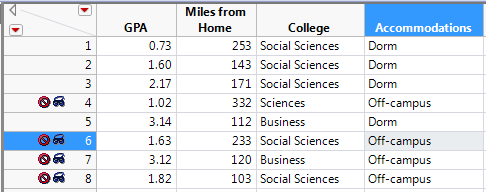 GPA Miles from Home College Accommodations
1 0.73 253 Social Sciences Dorm
2 1.60 143 Social Sciences Dorm
3 2.17 171 Social Sciences Dorm
4 1.02 332 Sciences Off-campus
5 3.14 112 Business Dorm
6 1.63 233 Social Sciences Off-campus
7 3.12 120 Business Off-campus
8 1.82 103 Social Sciences Off-campus